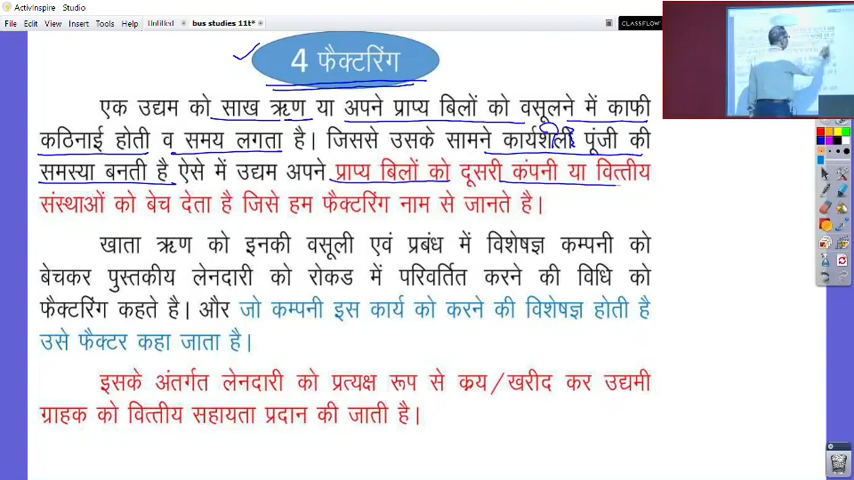 ActivInspire Studio
File Edit View Insert Tools Help Untitled bus studies 11t* CLASSFLOW
4 फैक्टरिंग
एक उद्यम को साख ऋण या अपने प्राप्य बिलों को वसूलने में काफी
कठिनाई होती व समय लगता है। जिससे उसके सामने कार्यशील पूंजी की
समस्या बनती है ऐसे में उद्यम अपने प्राप्य बिलों को दूसरी कंपनी या वित्तीय
संस्थाओं को बेच देता है जिसे हम फैक्टरिंग नाम से जानते है।
खाता ऋण को इनकी वसूली एवं प्रबंध में विशेषज्ञ कम्पनी को
बेचकर पुस्तकीय लेनदारी को रोकड में परिवर्तित करने की विधि को
फैक्टरिंग कहते है। और जो कम्पनी इस कार्य को करने की विशेषज्ञ होती है
उसे फैक्टर कहा जाता है।
इसके अंतर्गत लेनदारी को प्रत्यक्ष रूप से क्रय/खरीद कर उद्यमी
ग्राहक को वित्तीय सहायता प्रदान की जाती है।